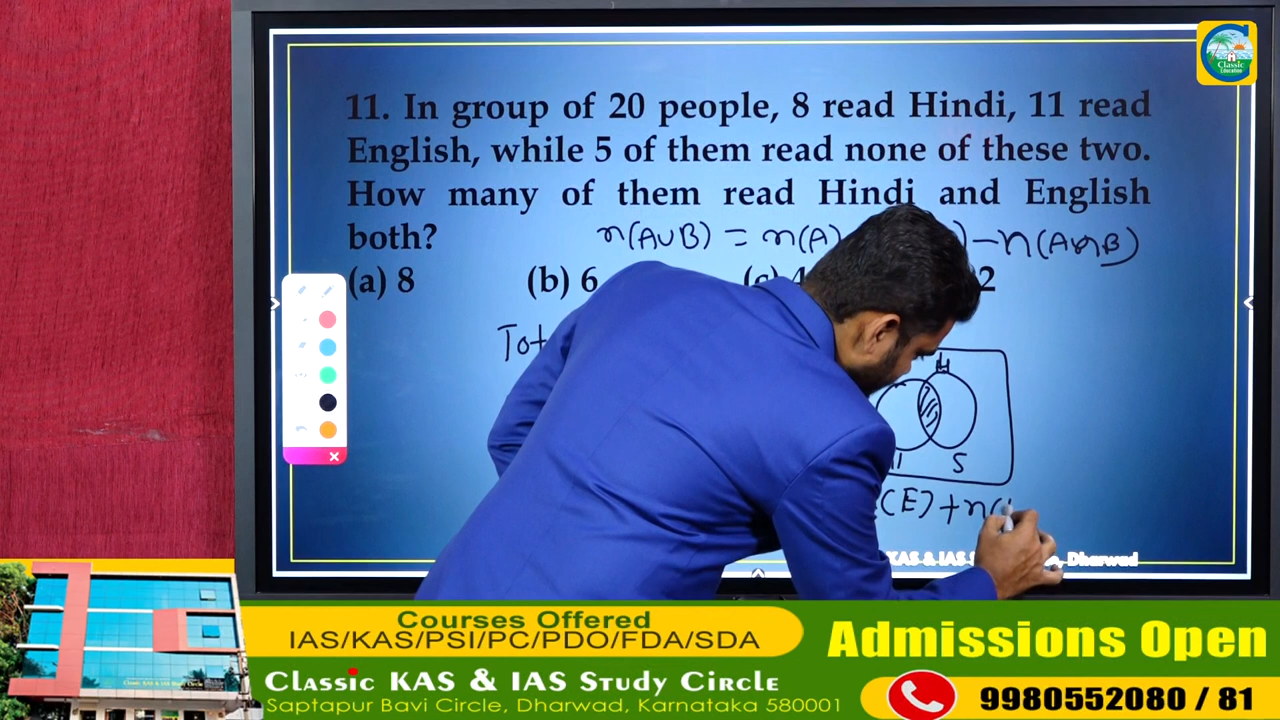 Classic
Education
11. In group of 20 people, 8 read Hindi, 11 read
English, while 5 of them read none of these two.
How many of them read Hindi and English
both? n(A∪B) = n(A) ) - n(A∩B)
(a) 8 (b) 6 2
Tot
H
5
(E) + n(
KAS & IAS Dharwad
Courses Offered
IAS/KAS/PSI/PC/PDO/FDA/SDA
Classic KAS & IAS Study Circle
Saptapur Bavi Circle, Dharwad, Karnataka 580001
Admissions Open
9980552080 / 81